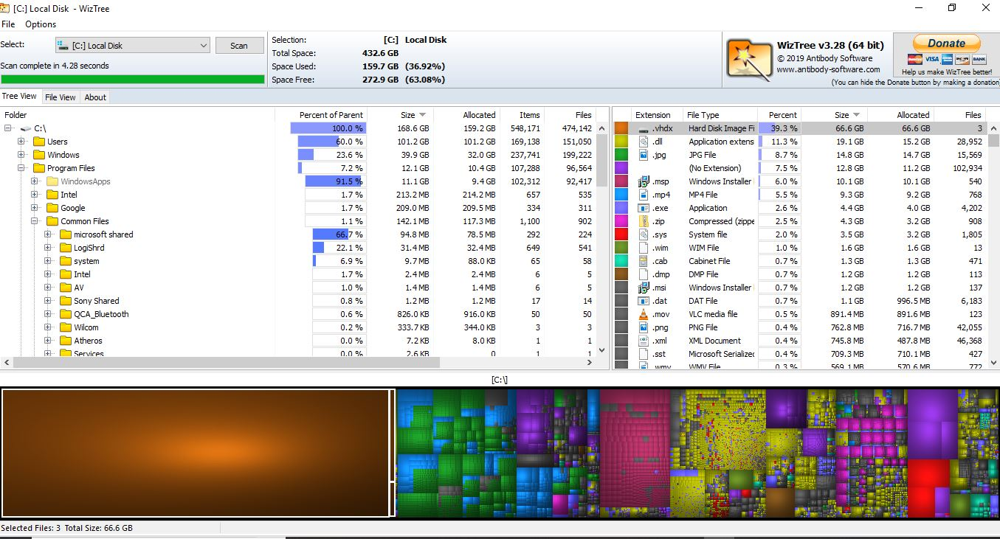 [C:] Local Disk - WizTree
File Options
Select: [C:] Local Disk Scan
Scan complete in 4.28 seconds
Selection: [C:] Local Disk
Total Space: 432.6 GB
Space Used: 159.7 GB (36.92%)
Space Free: 272.9 GB (63.08%)
WizTree v3.28 (64 bit)
© 2019 Antibody Software
www.antibody-software.com
Donate
VISA
BANK
Help us make WizTree better!
(You can hide the Donate button by making a donation
Tree View File View About
Folder Percent of Parent Size Allocated Items Files
C:\ 100.0 % 168.6 GB 159.2 GB 548,171 474,142
Users 60.0 % 101.2 GB 101.2 GB 169,138 151,050
Windows 23.6 % 39.9 GB 32.0 GB 237,741 199,222
Program Files 7.2 % 12.1 GB 10.4 GB 107,288 96,564
WindowsApps 91.5 % 11.1 GB 9.4 GB 102,312 92,417
Intel 1.7 % 213.2 MB 214.2 MB 657 535
Google 1.7 % 209.0 MB 209.5 MB 334 311
Common Files 1.1 % 142.1 MB 117.3 MB 1,100 902
microsoft shared 66.7 % 94.8 MB 78.5 MB 292 224
LogiShrd 22.1 % 31.4 MB 32.4 MB 649 541
system 6.9 % 9.7 MB 88.0 KB 65 58
Intel 1.7 % 2.4 MB 2.4 MB 6 5
AV 1.0 % 1.4 MB 1.4 MB 6 5
Sony Shared 0.8 % 1.2 MB 1.2 MB 17 14
QCA_Bluetooth 0.6 % 826.0 KB 916.0 KB 50 50
Wilcom 0.2 % 333.7 KB 344.0 KB 3 3
Atheros 0.0 % 7.2 KB 8.0 KB 1 1
Services 0.0 % 2.6 KB 0 1 1
Extension File Type Percent Size Allocated Files
.vhdx Hard Disk Image Fi 39.3 % 66.6 GB 66.6 GB 3
.dll Application extens 11.3 % 19.1 GB 15.2 GB 28,952
.jpg JPG File 8.7 % 14.8 GB 14.7 GB 15,569
(No Extension) 7.5 % 12.8 GB 11.2 GB 102,934
.msp Windows Installer 6.0 % 10.1 GB 10.1 GB 540
.mp4 MP4 File 5.5 % 9.3 GB 9.2 GB 768
.exe Application 2.6 % 4.4 GB 4.0 GB 4,202
.zip Compressed (zippe 2.5 % 4.3 GB 3.2 GB 908
.sys System file 2.0 % 3.5 GB 3.2 GB 1,805
.wim WIM File 1.0 % 1.6 GB 1.6 GB 13
.cab Cabinet File 0.7 % 1.3 GB 1.3 GB 471
.dmp DMP File 0.7 % 1.2 GB 1.2 GB 113
.msi Windows Installer 0.7 % 1.2 GB 1.2 GB 137
.dat DAT File 0.7 % 1.1 GB 996.5 MB 6,183
.mov VLC media file 0.5 % 891.4 MB 891.6 MB 123
.png PNG File 0.4 % 762.8 MB 716.7 MB 42,055
.xml XML Document 0.4 % 745.8 MB 487.8 MB 46,368
.sst Microsoft Serialized 0.4 % 709.3 MB 710.1 MB 427
.wmv WMV File 0.3 % 569.1 MB 570.6 MB 772
[C:\]
Selected Files: 3 Total Size: 66.6 GB